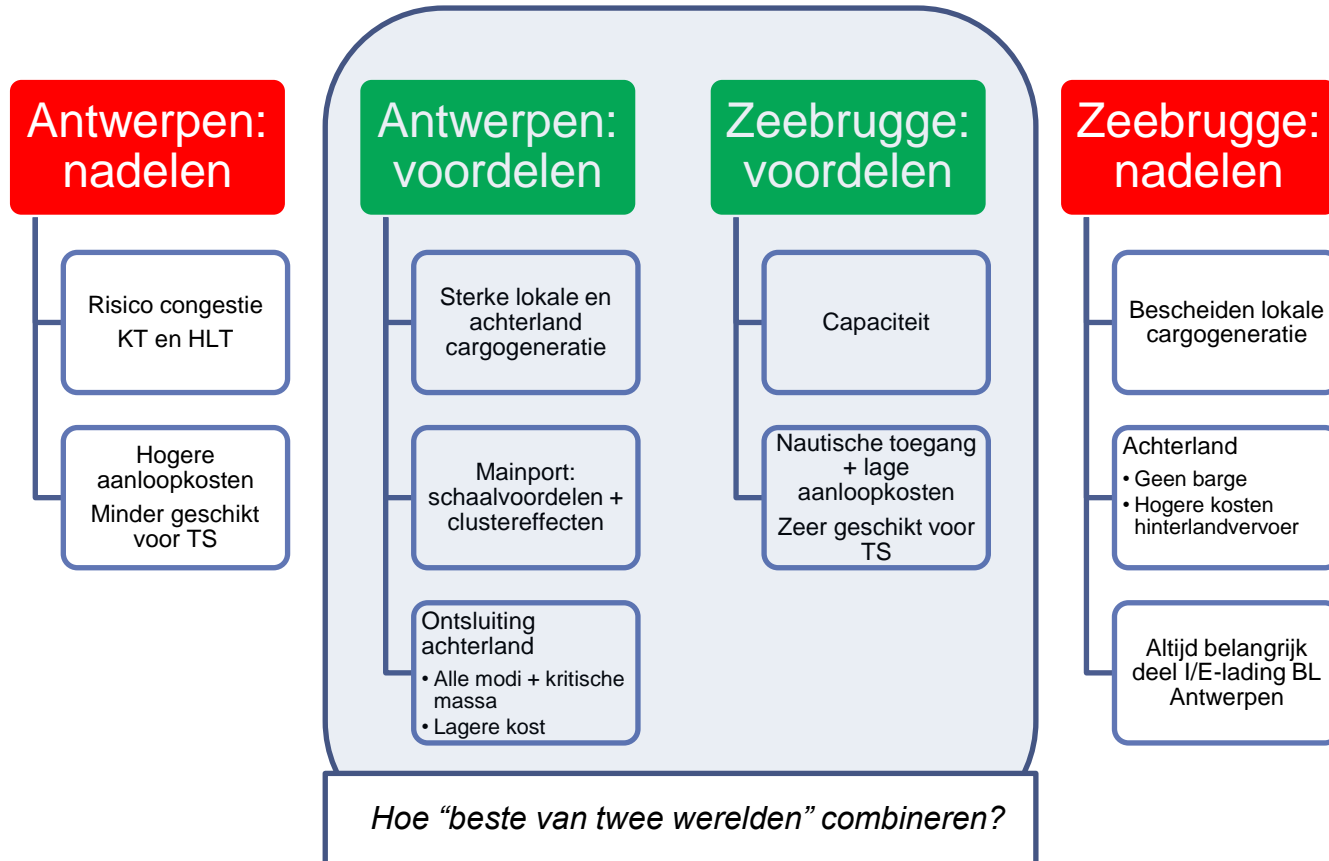 Antwerpen:
nadelen
Risico congestie
KT en HLT
Hogere
aanloopkosten
Minder geschikt
voor TS
Antwerpen:
voordelen
Sterke lokale en
achterland
cargogeneratie
Mainport:
schaalvoordelen +
clustereffecten
Ontsluiting
achterland
• Alle modi + kritische
massa
• Lagere kost
Zeebrugge:
voordelen
Capaciteit
Nautische toegang
+ lage
aanloopkosten
Zeer geschikt voor
TS
Zeebrugge:
nadelen
Bescheiden lokale
cargogeneratie
Achterland
• Geen barge
• Hogere kosten
hinterlandvervoer
Altijd belangrijk
deel I/E-lading BL
Antwerpen
Hoe “beste van twee werelden” combineren?